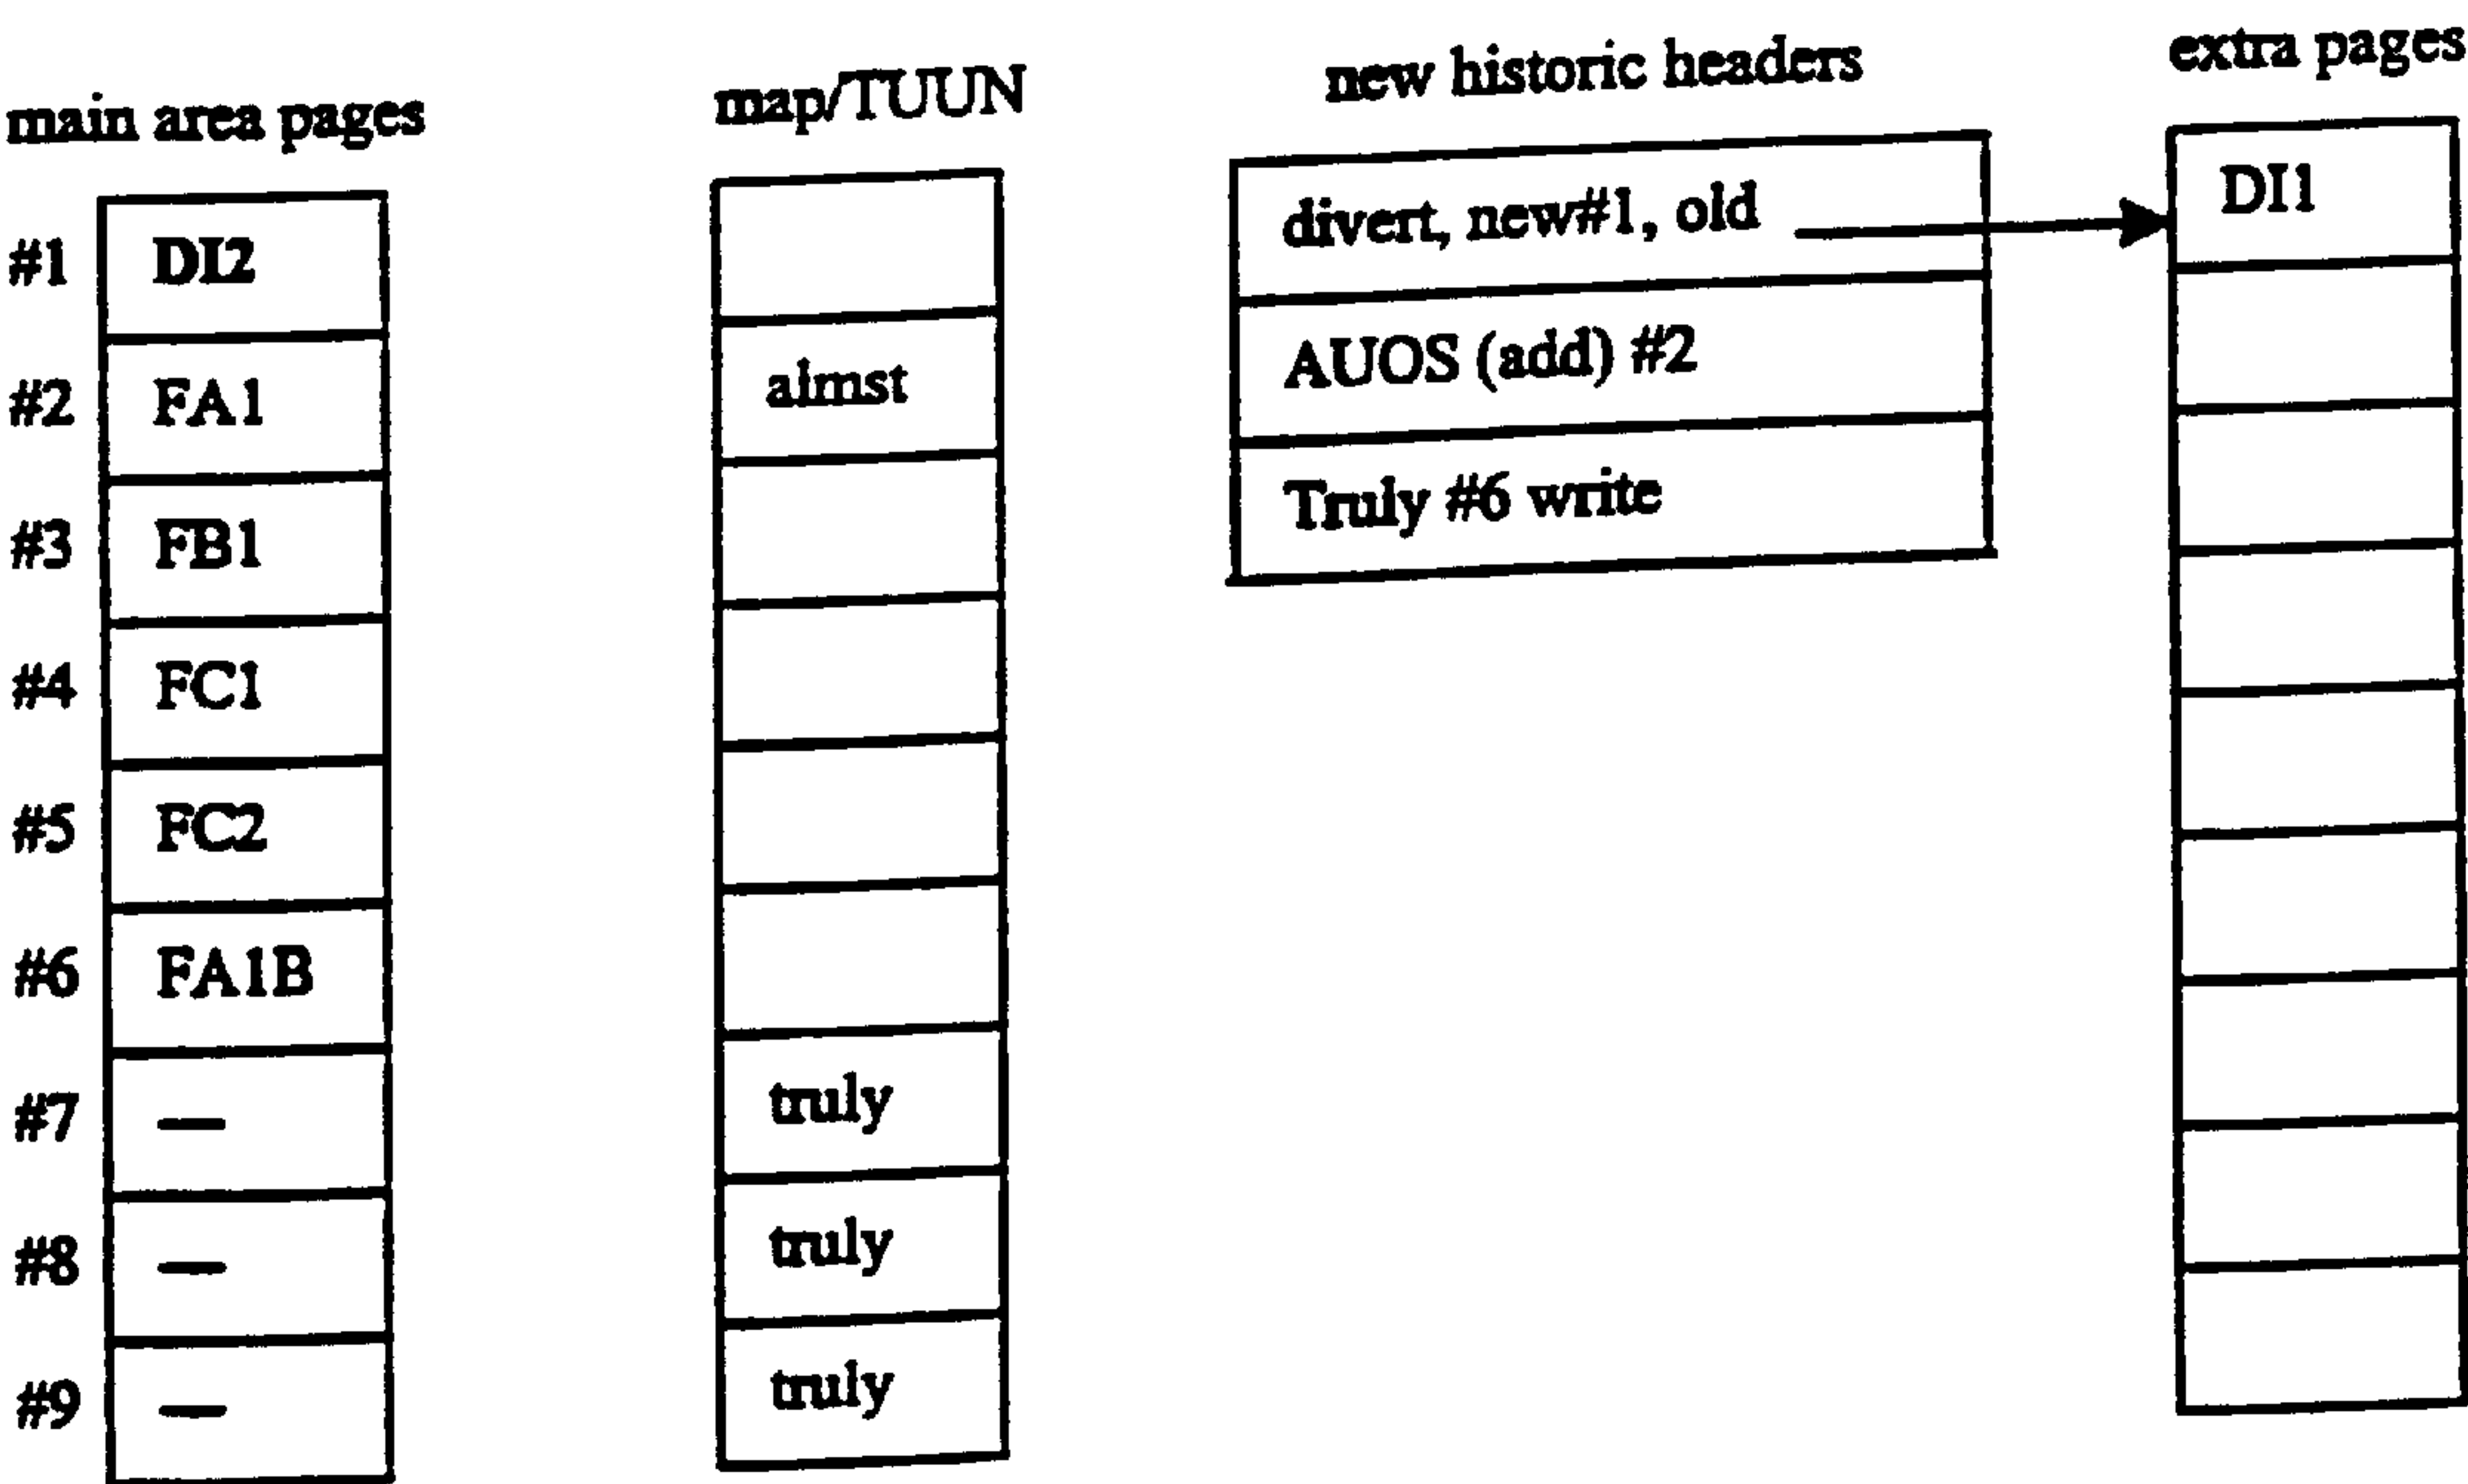 main area pages
#1 DI2
#2 FA1
#3 FB1
#4 FC1
#5 FC2
#6 FA1B
#7 —
#8 —
#9 —
map/TUUN
almst
truly
truly
truly
new historic headers
divert, new#1, old
AUOS (add) #2
Truly #6 write
extra pages
DI1